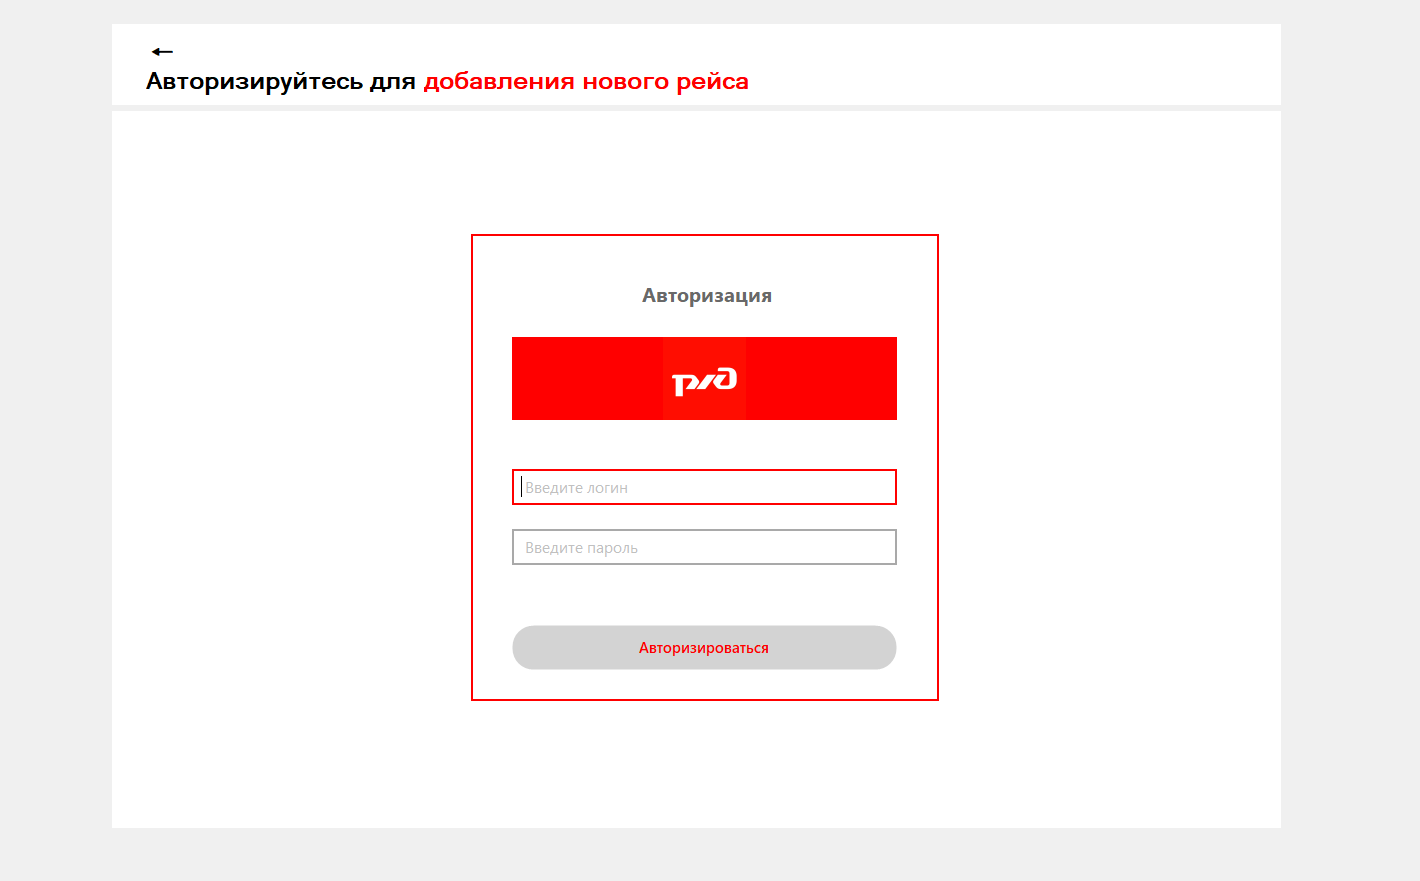 ←
Авторизируйтесь для добавления нового рейса
Авторизация
ржд
Введите логин
Введите пароль
Авторизироваться